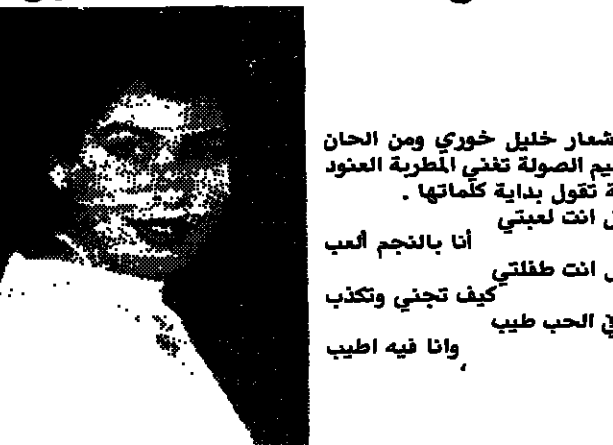 شعار خليل خوري ومن الحان
يم الصولة تغني المطربة العنود
ة تقول بداية كلماتها .
انت لعبتي
أنا بالنجم ألعب
انت طفلتي
كيف تجني وتكذب
الحب طيب
وانا فيه اطيب